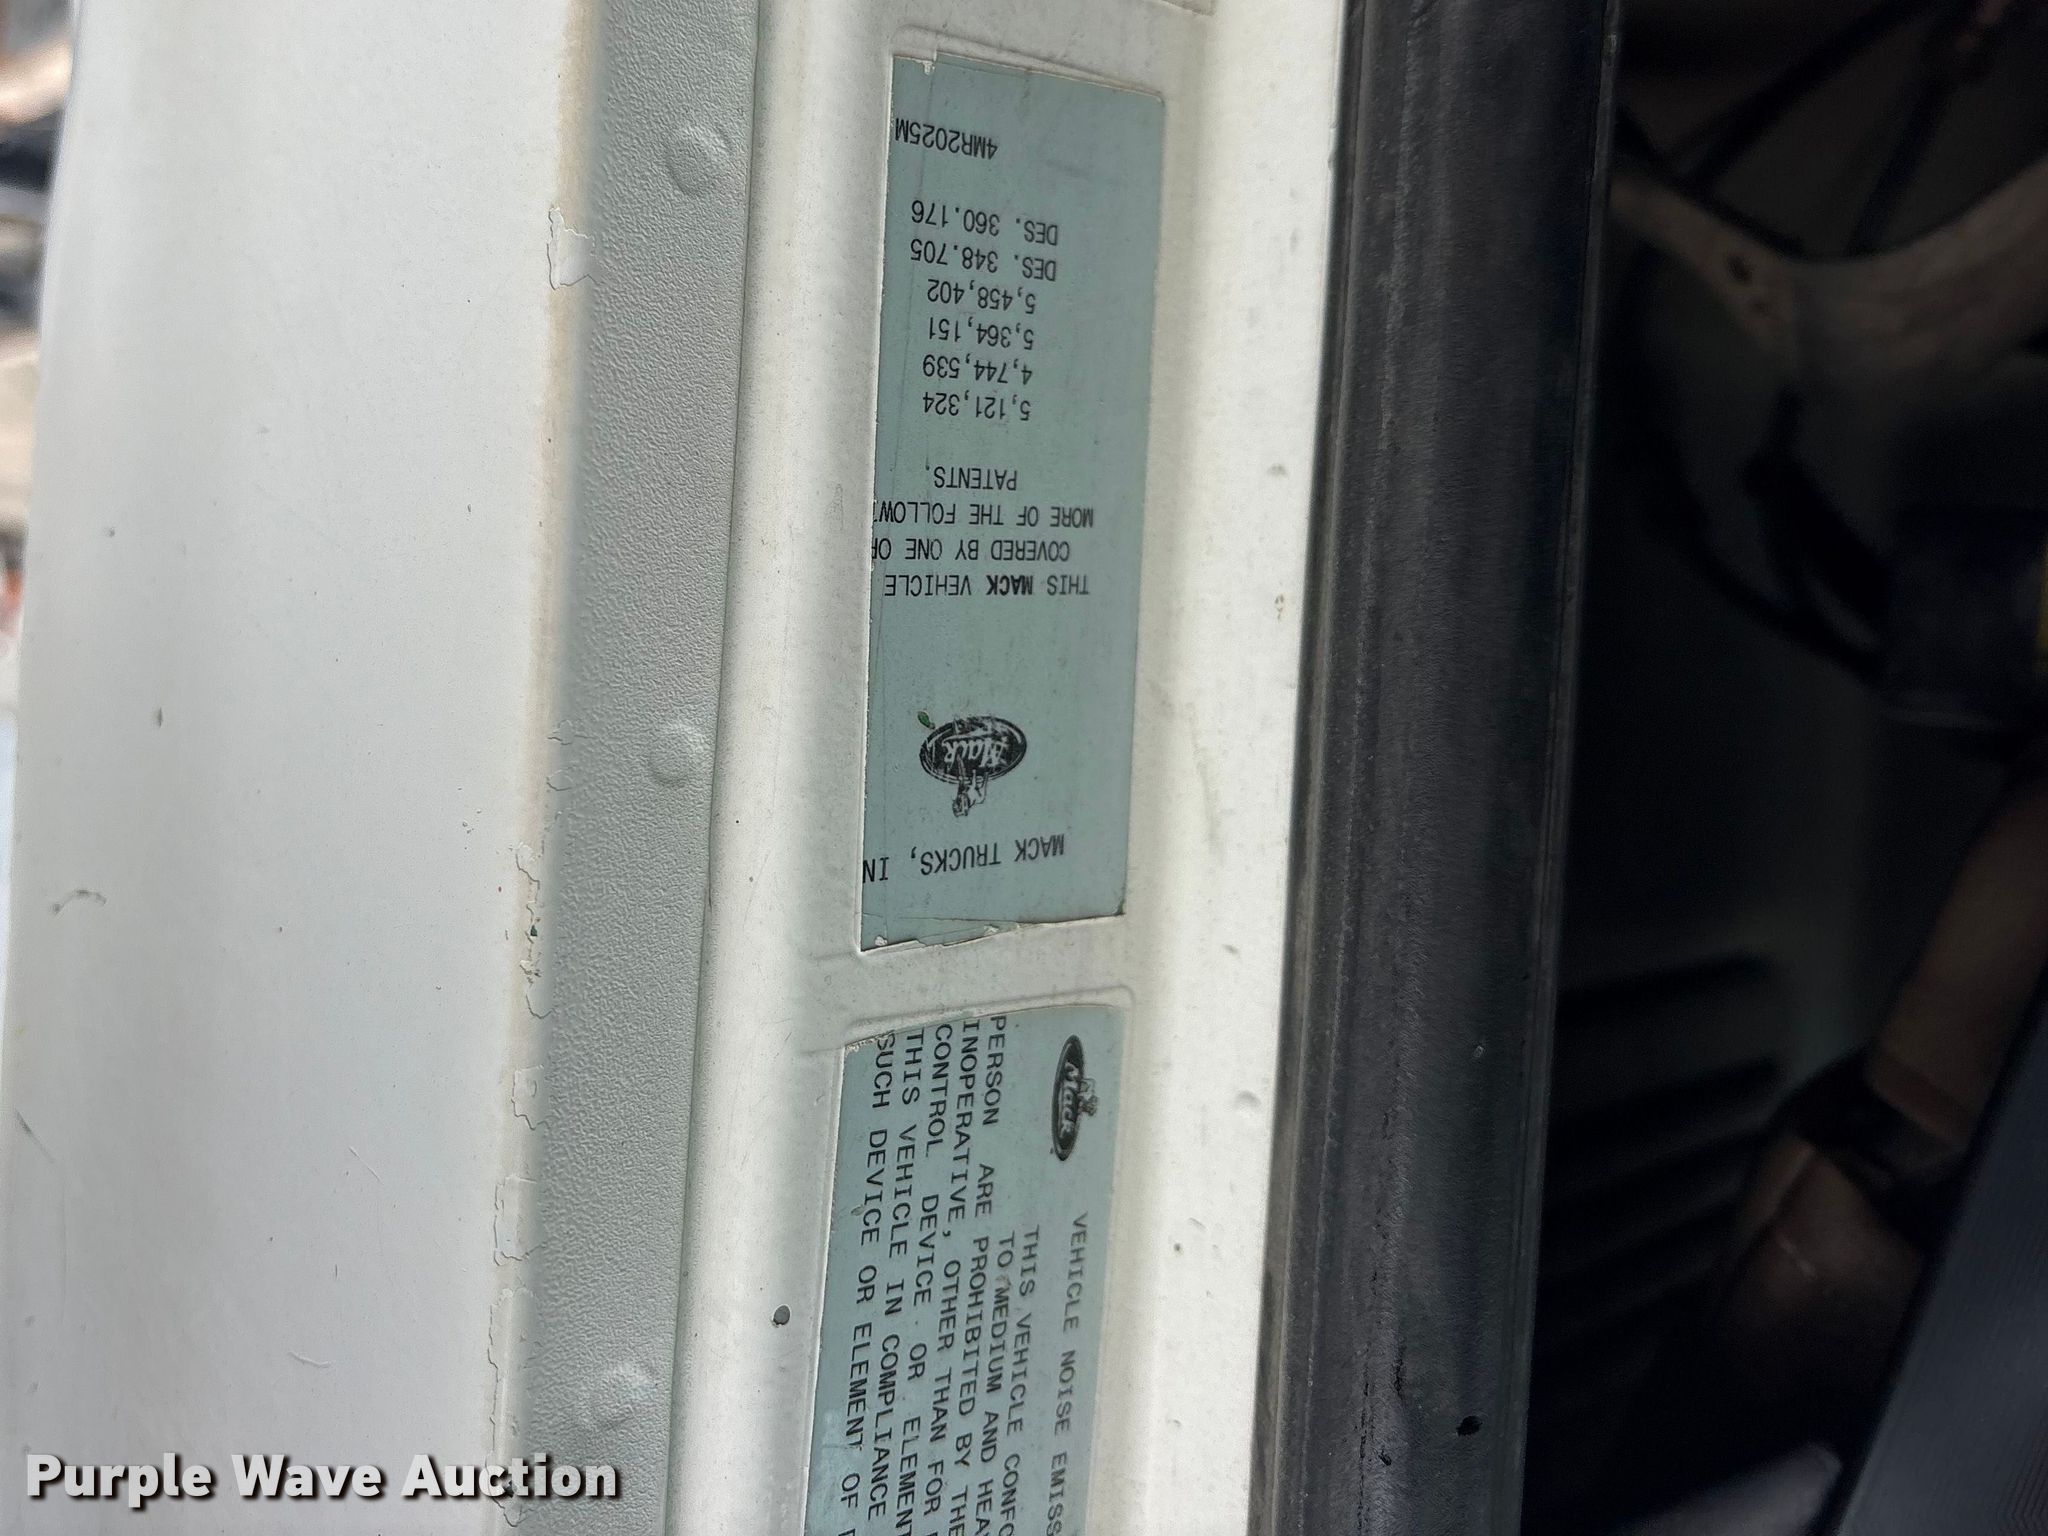 MACK TRUCKS, IN
Mack
THIS MACK VEHICLE
COVERED BY ONE OR
MORE OF THE FOLLOWI
PATENTS.
5,121,324
4,744,539
5,364,151
5,458,402
DES. 348.705
DES. 360.176
4MR2025M
Mack
VEHICLE NOISE EMISS
THIS VEHICLE CONFO
TO MEDIUM AND HEA
PERSON ARE PROHIBITED BY THE
INOPERATIVE, OTHER THAN FOR
CONTROL DEVICE OR ELEMENT
THIS VEHICLE IN COMPLIANCE
SUCH DEVICE OR ELEMENT OF
Purple Wave Auction